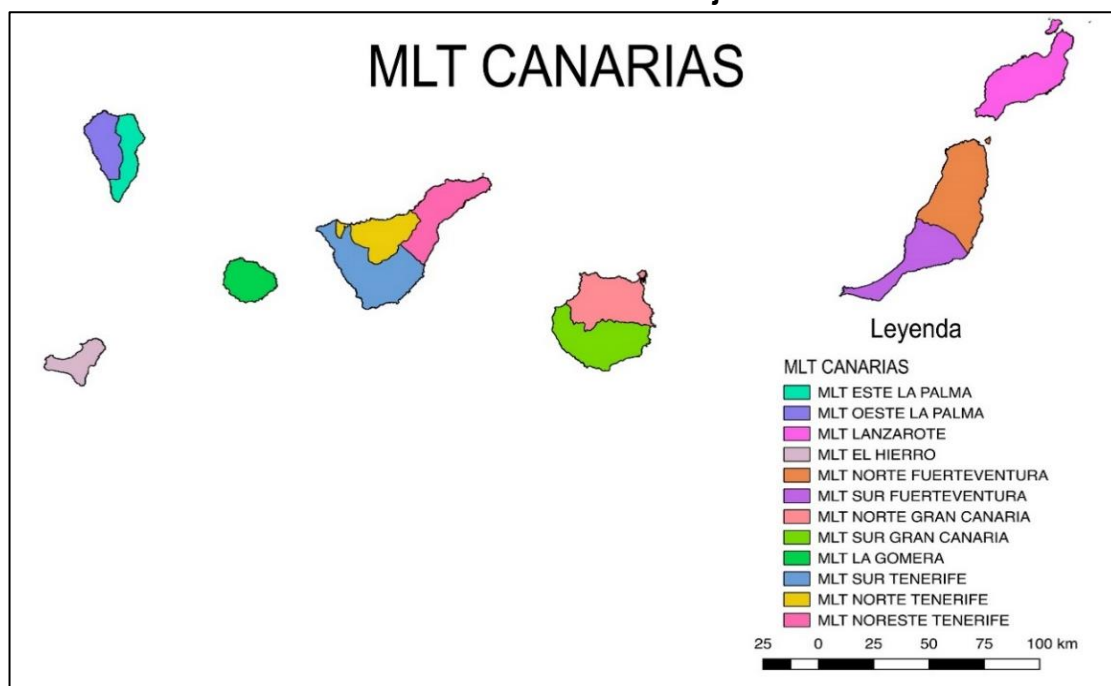 MLT CANARIAS
Leyenda
MLT CANARIAS
MLT ESTE LA PALMA
MLT OESTE LA PALMA
MLT LANZAROTE
MLT EL HIERRO
MLT NORTE FUERTEVENTURA
MLT SUR FUERTEVENTURA
MLT NORTE GRAN CANARIA
MLT SUR GRAN CANARIA
MLT LA GOMERA
MLT SUR TENERIFE
MLT NORTE TENERIFE
MLT NORESTE TENERIFE
25 0 25 50 75 100 km